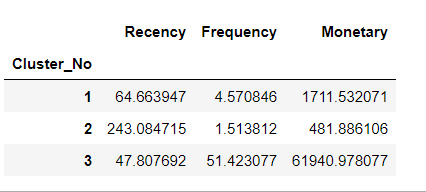 Recency Frequency Monetary
Cluster_No
1 64.663947 4.570846 1711.532071
2 243.084715 1.513812 481.886106
3 47.807692 51.423077 61940.978077